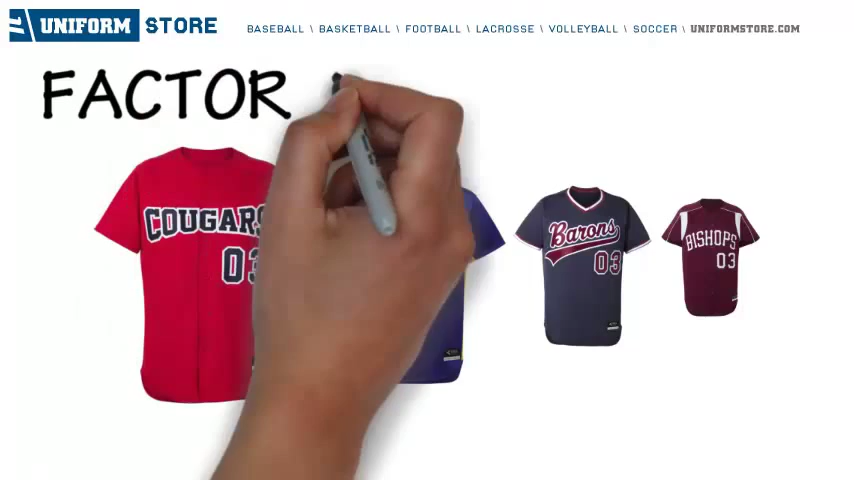 UNIFORM STORE
BASEBALL \ BASKETBALL \ FOOTBALL \ LACROSSE \ VOLLEYBALL \ SOCCER \ UNIFORMSTORE.COM
FACTOR
COUGARS
03
Barons
03
BISHOPS
03